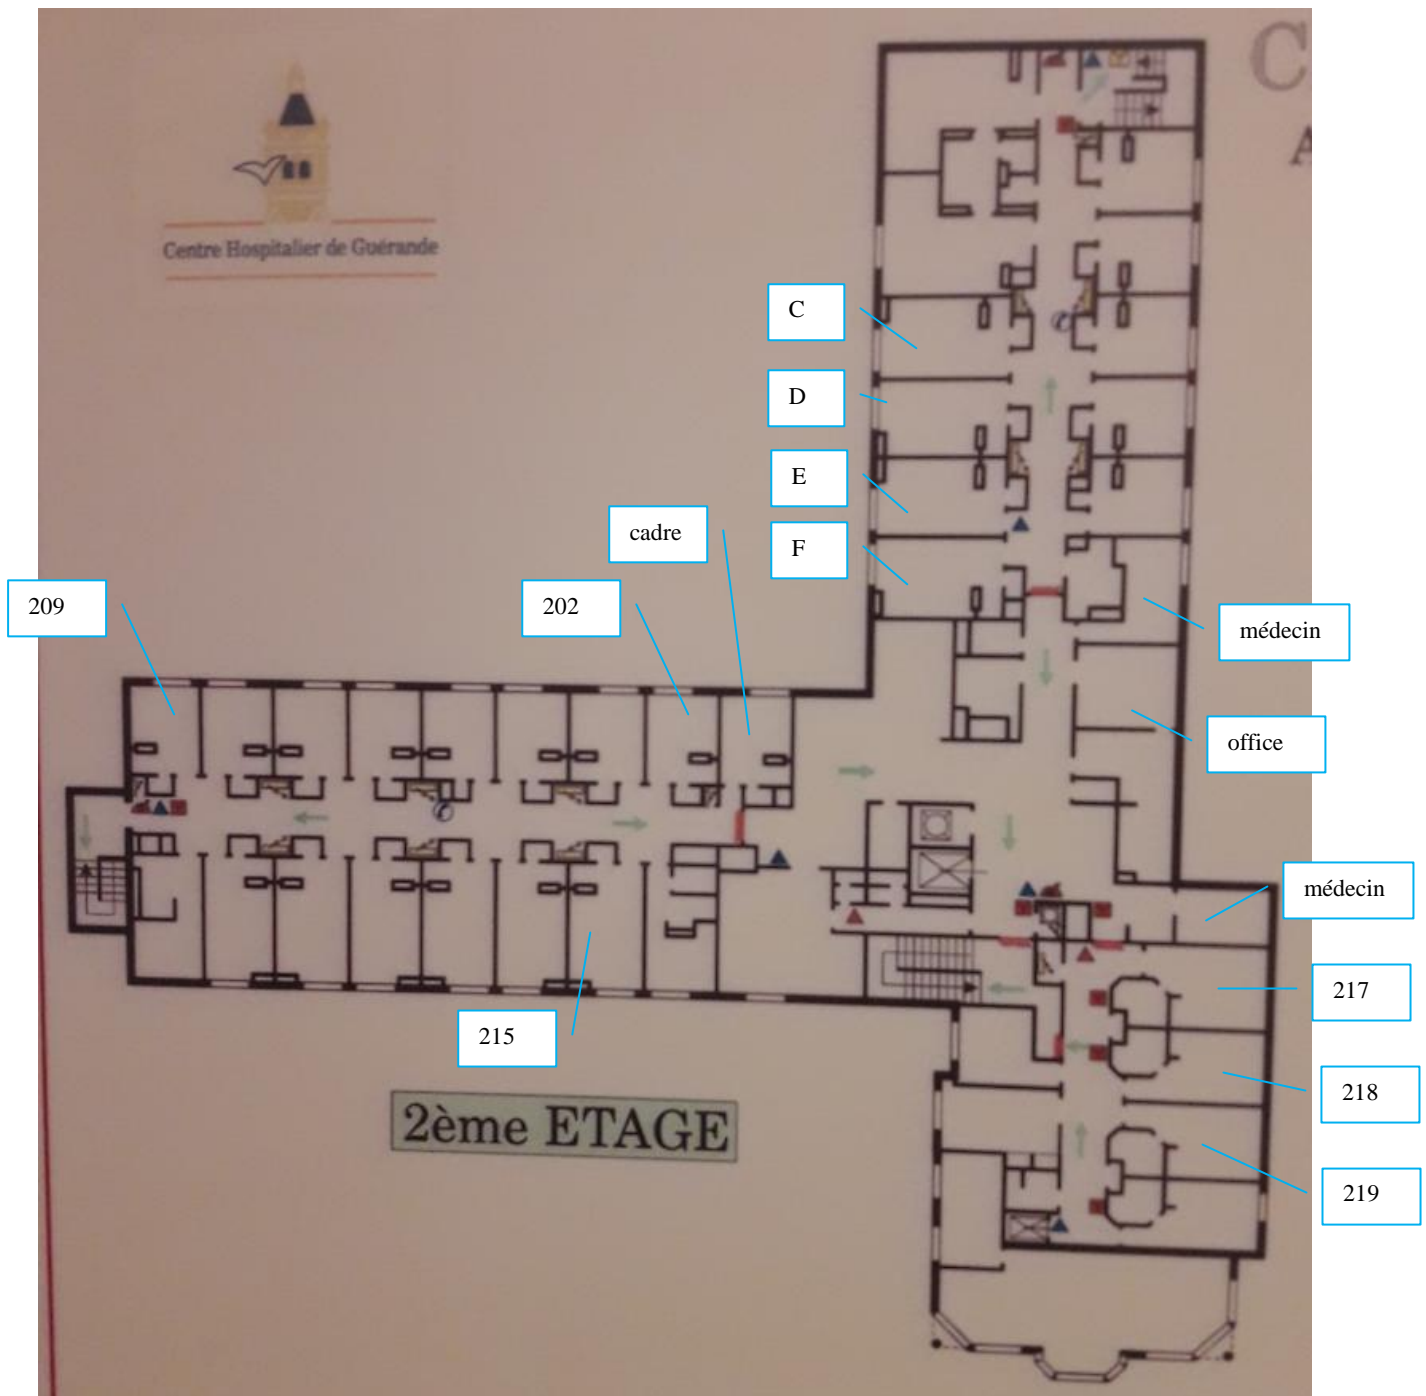 C
A
Centre Hospitalier de Guérande
C
D
E
F
cadre
209
202
médecin
office
médecin
217
215
218
2ème ETAGE
219